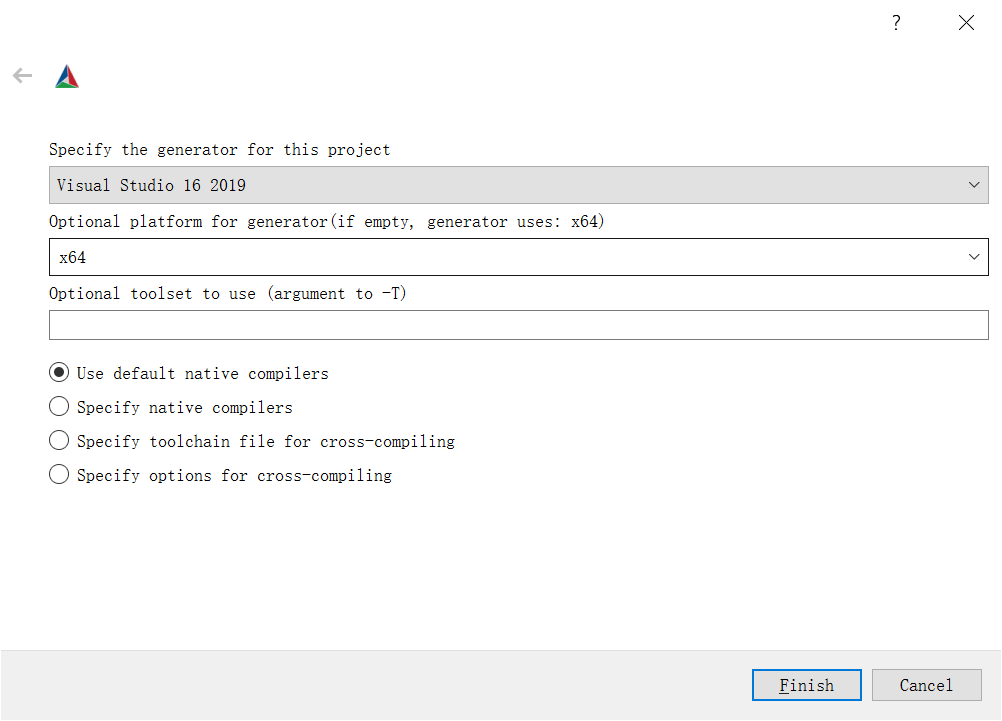 ?
Specify the generator for this project
Visual Studio 16 2019
Optional platform for generator(if empty, generator uses: x64)
x64
Optional toolset to use (argument to -T)
Use default native compilers
Specify native compilers
Specify toolchain file for cross-compiling
Specify options for cross-compiling
Finish Cancel